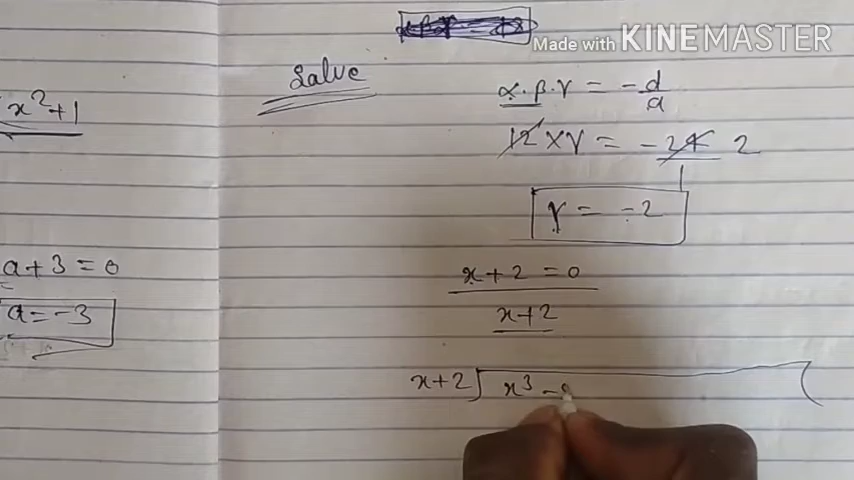 Made with KINEMASTER
x²+1
a+3 = 0
a = -3
Salve
α.β.γ = - d/a
12 × γ = - 24 2
γ = -2
x+2 = 0
x+2
x+2 ) x³ -